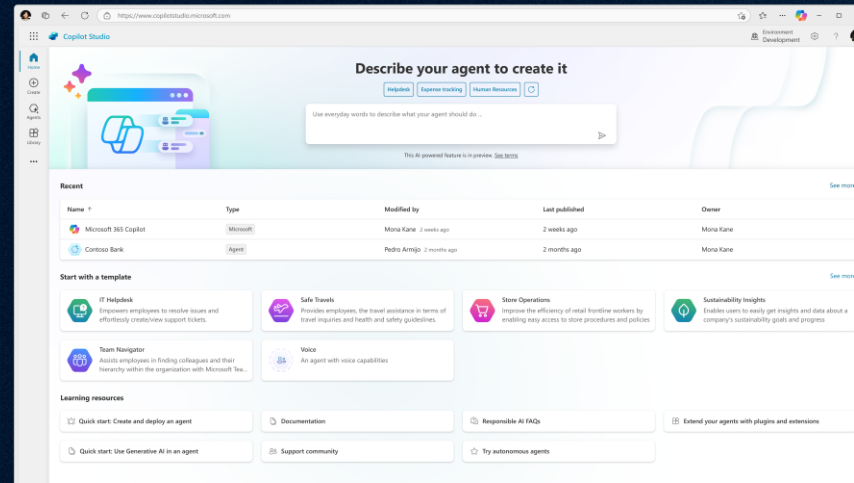 https://www.copilotstudio.microsoft.com
Copilot Studio
Environment
Development
Home
Create
Agents
Library
Describe your agent to create it
Helpdesk
Expense tracking
Human Resources
Use everyday words to describe what your agent should do ...
This AI-powered feature is in preview. See terms
Recent
See more
Name ↑ Type Modified by Last published Owner
Microsoft 365 Copilot Microsoft Mona Kane 2 weeks ago 2 weeks ago Mona Kane
Contoso Bank Agent Pedro Armijo 2 months ago 2 months ago Mona Kane
Start with a template
See more
IT Helpdesk
Empowers employees to resolve issues and
effortlessly create/view support tickets.
Safe Travels
Provides employees, the travel assistance in terms of
travel inquiries and health and safety guideslines.
Store Operations
Improve the efficiency of retail frontline workers by
enabling easy access to store procedures and policies
Sustainability Insights
Enables users to easily get insights and data about a
company's sustainability goals and progress
Team Navigator
Assists employees in finding colleagues and their
hierarchy within the organization with Microsoft Tea...
Voice
An agent with voice capabilities
Learning resources
Quick start: Create and deploy an agent
Documentation
Responsible AI FAQs
Extend your agents with plugins and extensions
Quick start: Use Generative AI in an agent
Support community
Try autonomous agents